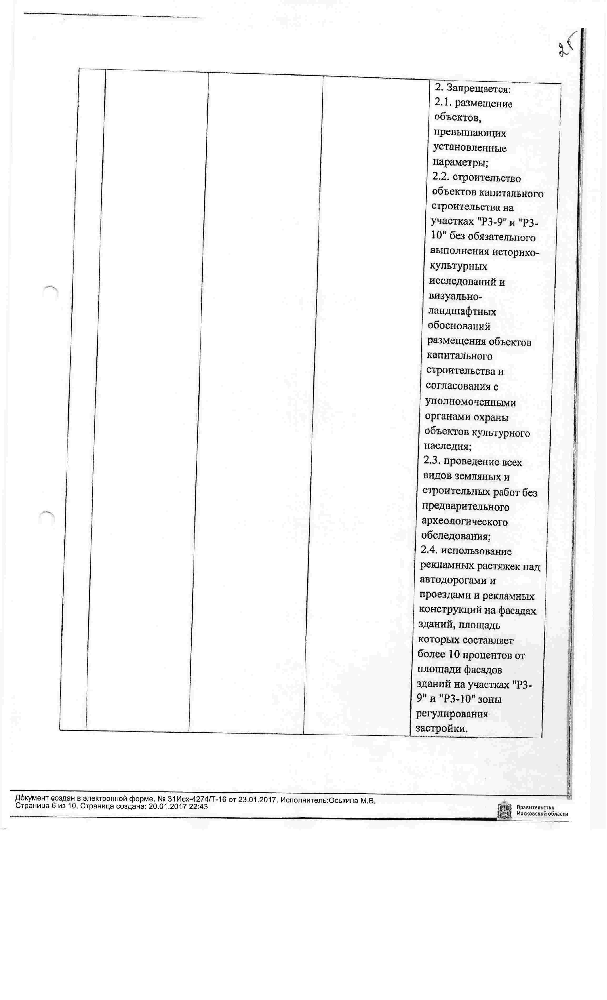 25
2. Запрещается:
2.1. размещение
объектов,
превышающих
установленные
параметры;
2.2. строительство
объектов капитального
строительства на
участках "РЗ-9" и "РЗ-
10" без обязательного
выполнения историко-
культурных
исследований и
визуально-
ландшафтных
обоснований
размещения объектов
капитального
строительства и
согласования с
уполномоченными
органами охраны
объектов культурного
наследия;
2.3. проведение всех
видов земляных и
строительных работ без
предварительного
археологического
обследования;
2.4. использование
рекламных растяжек над
автодорогами и
проездами и рекламных
конструкций на фасадах
зданий, площадь
которых составляет
более 10 процентов от
площади фасадов
зданий на участках "РЗ-
9" и "РЗ-10" зоны
регулирования
застройки.
Документ создан в электронной форме. № 31Исх-4274/Т-16 от 23.01.2017. Исполнитель:Оськина М.В.
Страница 6 из 10. Страница создана: 20.01.2017 22:43
Правительство
Московской области